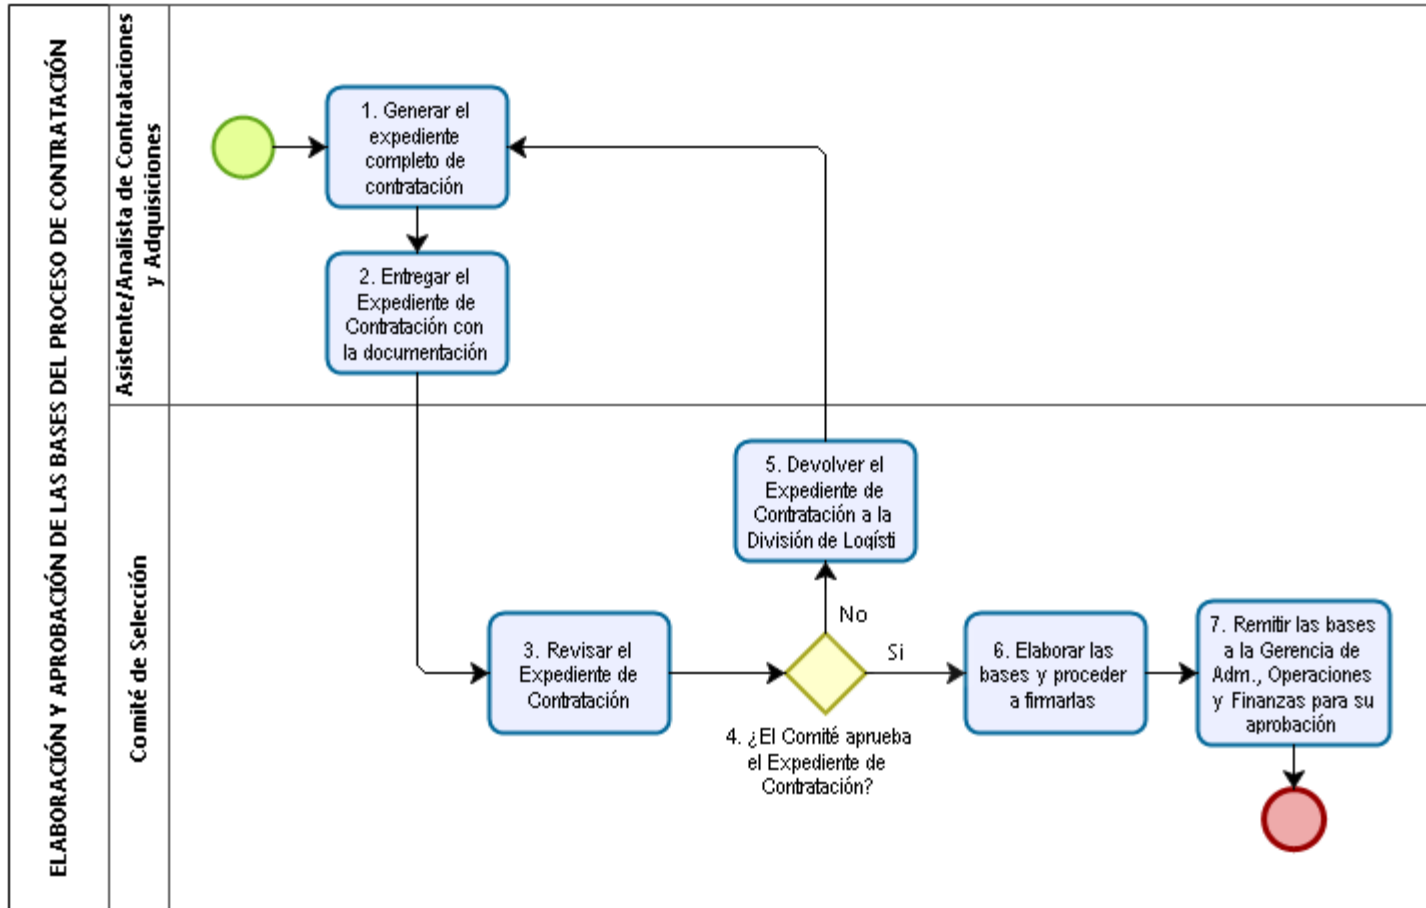 ELABORACIÓN Y APROBACIÓN DE LAS BASES DEL PROCESO DE CONTRATACIÓN
Asistente/Analista de Contrataciones
y Adquisiciones
1. Generar el
expediente
completo de
contratación
2. Entregar el
Expediente de
Contratación con
la documentación
Comité de Selección
3. Revisar el
Expediente de
Contratación
4. ¿El Comité aprueba
el Expediente de
Contratación?
No
5. Devolver el
Expediente de
Contratación a la
División de Logísti
Si
6. Elaborar las
bases y proceder
a firmarlas
7. Remitir las bases
a la Gerencia de
Adm., Operaciones
y Finanzas para su
aprobación